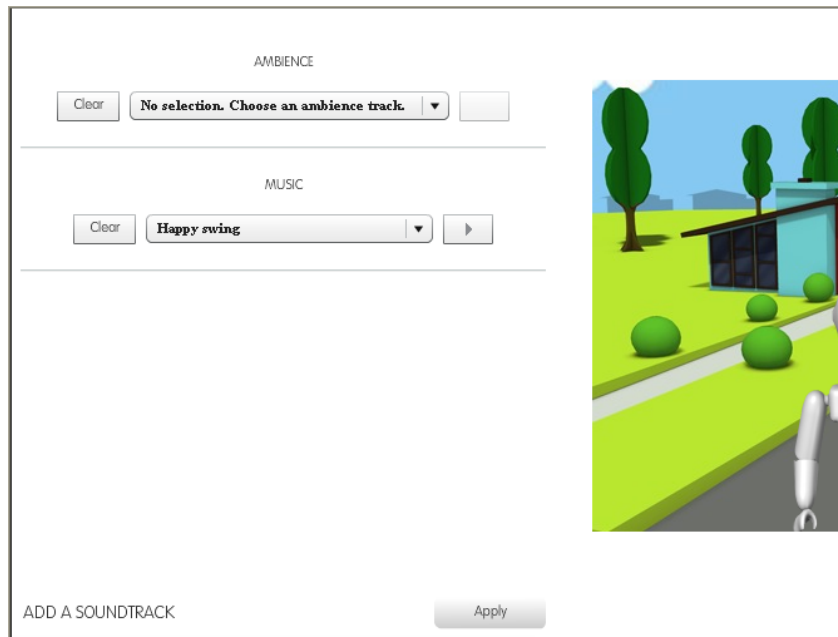 AMBIENCE
Clear No selection. Choose an ambience track.
MUSIC
Clear Happy swing
ADD A SOUNDTRACK Apply